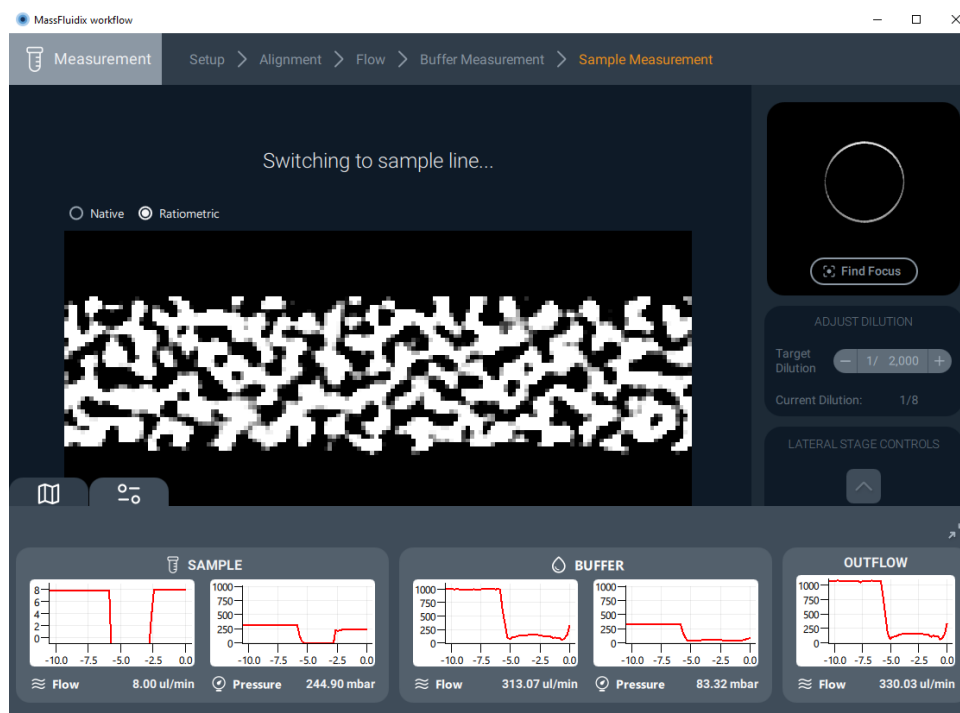 MassFluidix workflow
Measurement
Setup > Alignment > Flow > Buffer Measurement > Sample Measurement
Switching to sample line...
Native Ratiometric
Find Focus
ADJUST DILUTION
Target Dilution − 1/ 2,000 +
Current Dilution: 1/8
LATERAL STAGE CONTROLS
SAMPLE
8
6
4
2
0
-10.0 -7.5 -5.0 -2.5 0.0
Flow 8.00 ul/min
1000
750
500
250
0
-10.0 -7.5 -5.0 -2.5 0.0
Pressure 244.90 mbar
BUFFER
1000
750
500
250
0
-10.0 -7.5 -5.0 -2.5 0.0
Flow 313.07 ul/min
1000
750
500
250
0
-10.0 -7.5 -5.0 -2.5 0.0
Pressure 83.32 mbar
OUTFLOW
1000
750
500
250
0
-10.0 -7.5 -5.0 -2.5 0.0
Flow 330.03 ul/min